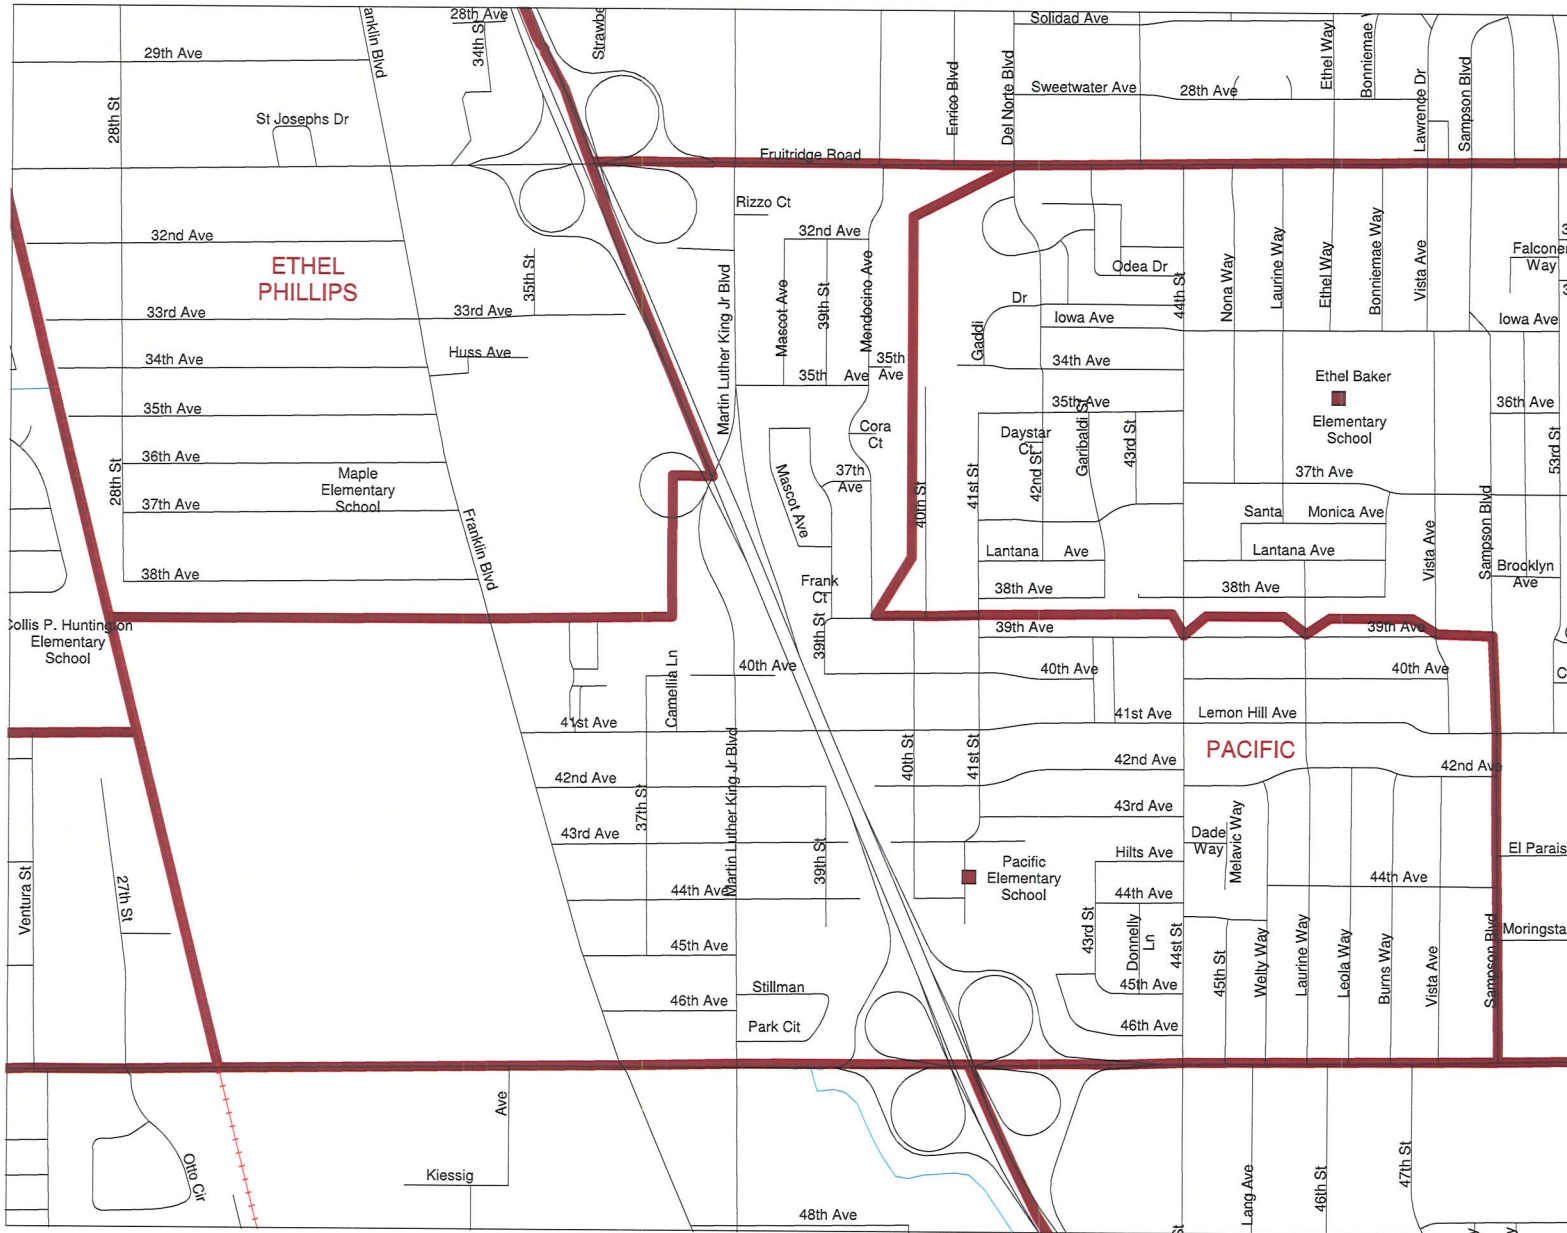 28th Ave
Solidad Ave
29th Ave
anklin Blvd
34th St
Strawbe
Enrico Blvd
Del Norte Blvd
Sweetwater Ave
28th Ave
Ethel Way
Bonniemae
Lawrence Dr
Sampson Blvd
28th St
St Josephs Dr
Fruitridge Road
Rizzo Ct
32nd Ave
32nd Ave
ETHEL
PHILLIPS
35th St
Martin Luther King Jr Blvd
Mascot Ave
39th St
Mendocino Ave
Odea Dr
44th St
Nona Way
Laurine Way
Ethel Way
Bonniemae Way
Vista Ave
Falconer
Way
33rd Ave
33rd Ave
Dr
Gaddi
Iowa Ave
Iowa Ave
34th Ave
Huss Ave
35th
Ave
35th Ave
34th Ave
Ethel Baker
Elementary
School
35th Ave
35th Ave
36th Ave
Cora
Ct
Daystar
Ct
42nd St
Garibaldi St
43rd St
53rd St
36th Ave
28th St
Maple
Elementary
School
37th
Ave
Mascot Ave
40th St
41st St
37th Ave
37th Ave
Franklin Blvd
Santa Monica Ave
Lantana Ave
Lantana Ave
Vista Ave
Sampson Blvd
Brooklyn
Ave
38th Ave
Frank
Ct
38th Ave
38th Ave
Collis P. Huntington
Elementary
School
39th St
39th Ave
39th Ave
Camellia Ln
40th Ave
40th Ave
40th Ave
41st Ave
41st Ave
Lemon Hill Ave
PACIFIC
40th St
41st St
42nd Ave
42nd Ave
42nd Ave
37th St
Martin Luther King Jr Blvd
43rd Ave
43rd Ave
39th St
Dade
Way
Melavic Way
Hilts Ave
El Parais
Pacific
Elementary
School
Ventura St
27th St
44th Ave
44th Ave
44th Ave
43rd St
Donnelly
Ln
44st St
45th St
Welty Way
Laurine Way
Leola Way
Burns Way
Vista Ave
Sampson Blvd
Moringsta
45th Ave
Stillman
Park Cit
45th Ave
46th Ave
46th Ave
Ave
Kiessig
Otto Cir
48th Ave
St
Lang Ave
46th St
47th St